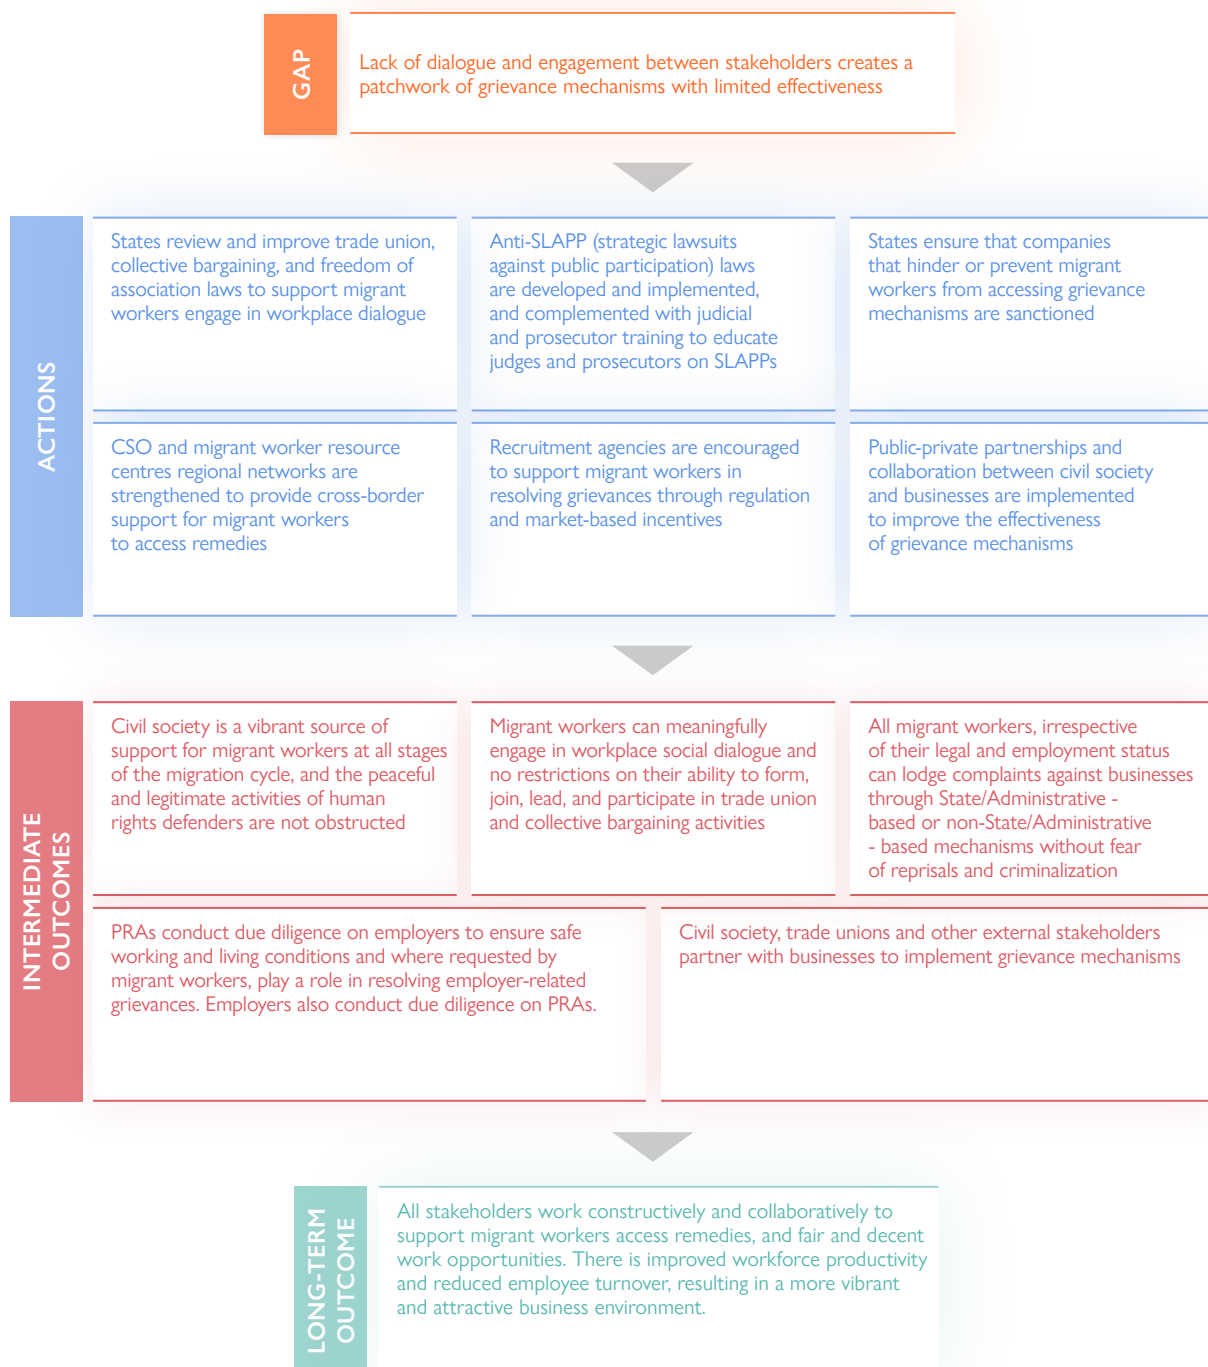 GAP
Lack of dialogue and engagement between stakeholders creates a
patchwork of grievance mechanisms with limited effectiveness
ACTIONS
States review and improve trade union,
collective bargaining, and freedom of
association laws to support migrant
workers engage in workplace dialogue
Anti-SLAPP (strategic lawsuits
against public participation) laws
are developed and implemented,
and complemented with judicial
and prosecutor training to educate
judges and prosecutors on SLAPPs
States ensure that companies
that hinder or prevent migrant
workers from accessing grievance
mechanisms are sanctioned
CSO and migrant worker resource
centres regional networks are
strengthened to provide cross-border
support for migrant workers
to access remedies
Recruitment agencies are encouraged
to support migrant workers in
resolving grievances through regulation
and market-based incentives
Public-private partnerships and
collaboration between civil society
and businesses are implemented
to improve the effectiveness
of grievance mechanisms
INTERMEDIATE
OUTCOMES
Civil society is a vibrant source of
support for migrant workers at all stages
of the migration cycle, and the peaceful
and legitimate activities of human
rights defenders are not obstructed
Migrant workers can meaningfully
engage in workplace social dialogue and
no restrictions on their ability to form,
join, lead, and participate in trade union
and collective bargaining activities
All migrant workers, irrespective
of their legal and employment status
can lodge complaints against businesses
through State/Administrative -
based or non-State/Administrative
- based mechanisms without fear
of reprisals and criminalization
PRAs conduct due diligence on employers to ensure safe
working and living conditions and where requested by
migrant workers, play a role in resolving employer-related
grievances. Employers also conduct due diligence on PRAs.
Civil society, trade unions and other external stakeholders
partner with businesses to implement grievance mechanisms
LONG-TERM
OUTCOME
All stakeholders work constructively and collaboratively to
support migrant workers access remedies, and fair and decent
work opportunities. There is improved workforce productivity
and reduced employee turnover, resulting in a more vibrant
and attractive business environment.